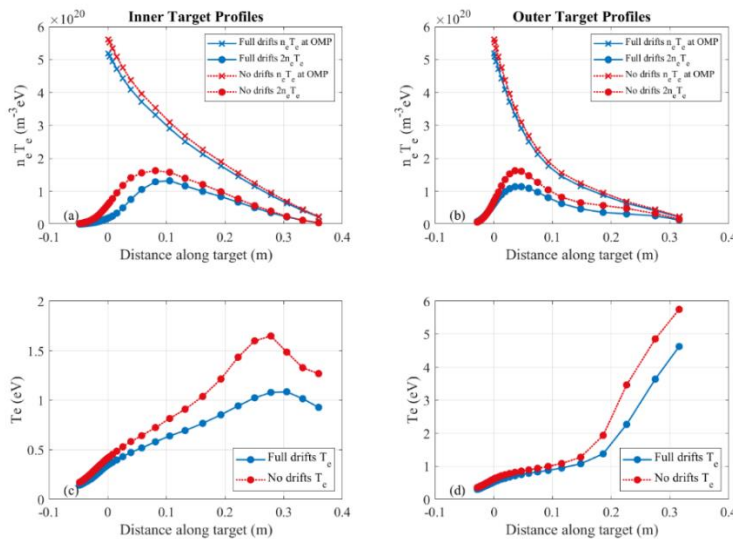 Inner Target Profiles
×10^20
6
5
4
3
2
1
0
n_eT_e (m^-3eV)
Full drifts n_eT_e at OMP
Full drifts 2n_eT_e
No drifts n_eT_e at OMP
No drifts 2n_eT_e
(a)
-0.1 0 0.1 0.2 0.3 0.4
Distance along target (m)
Outer Target Profiles
×10^20
6
5
4
3
2
1
0
n_eT_e (m^-3eV)
Full drifts n_eT_e at OMP
Full drifts 2n_eT_e
No drifts n_eT_e at OMP
No drifts 2n_eT_e
(b)
-0.1 0 0.1 0.2 0.3 0.4
Distance along target (m)
2
1.5
1
0.5
0
Te (eV)
Full drifts T_e
No drifts T_e
(c)
-0.1 0 0.1 0.2 0.3 0.4
Distance along target (m)
6
5
4
3
2
1
0
Te (eV)
Full drifts T_e
No drifts T_e
(d)
-0.1 0 0.1 0.2 0.3 0.4
Distance along target (m)